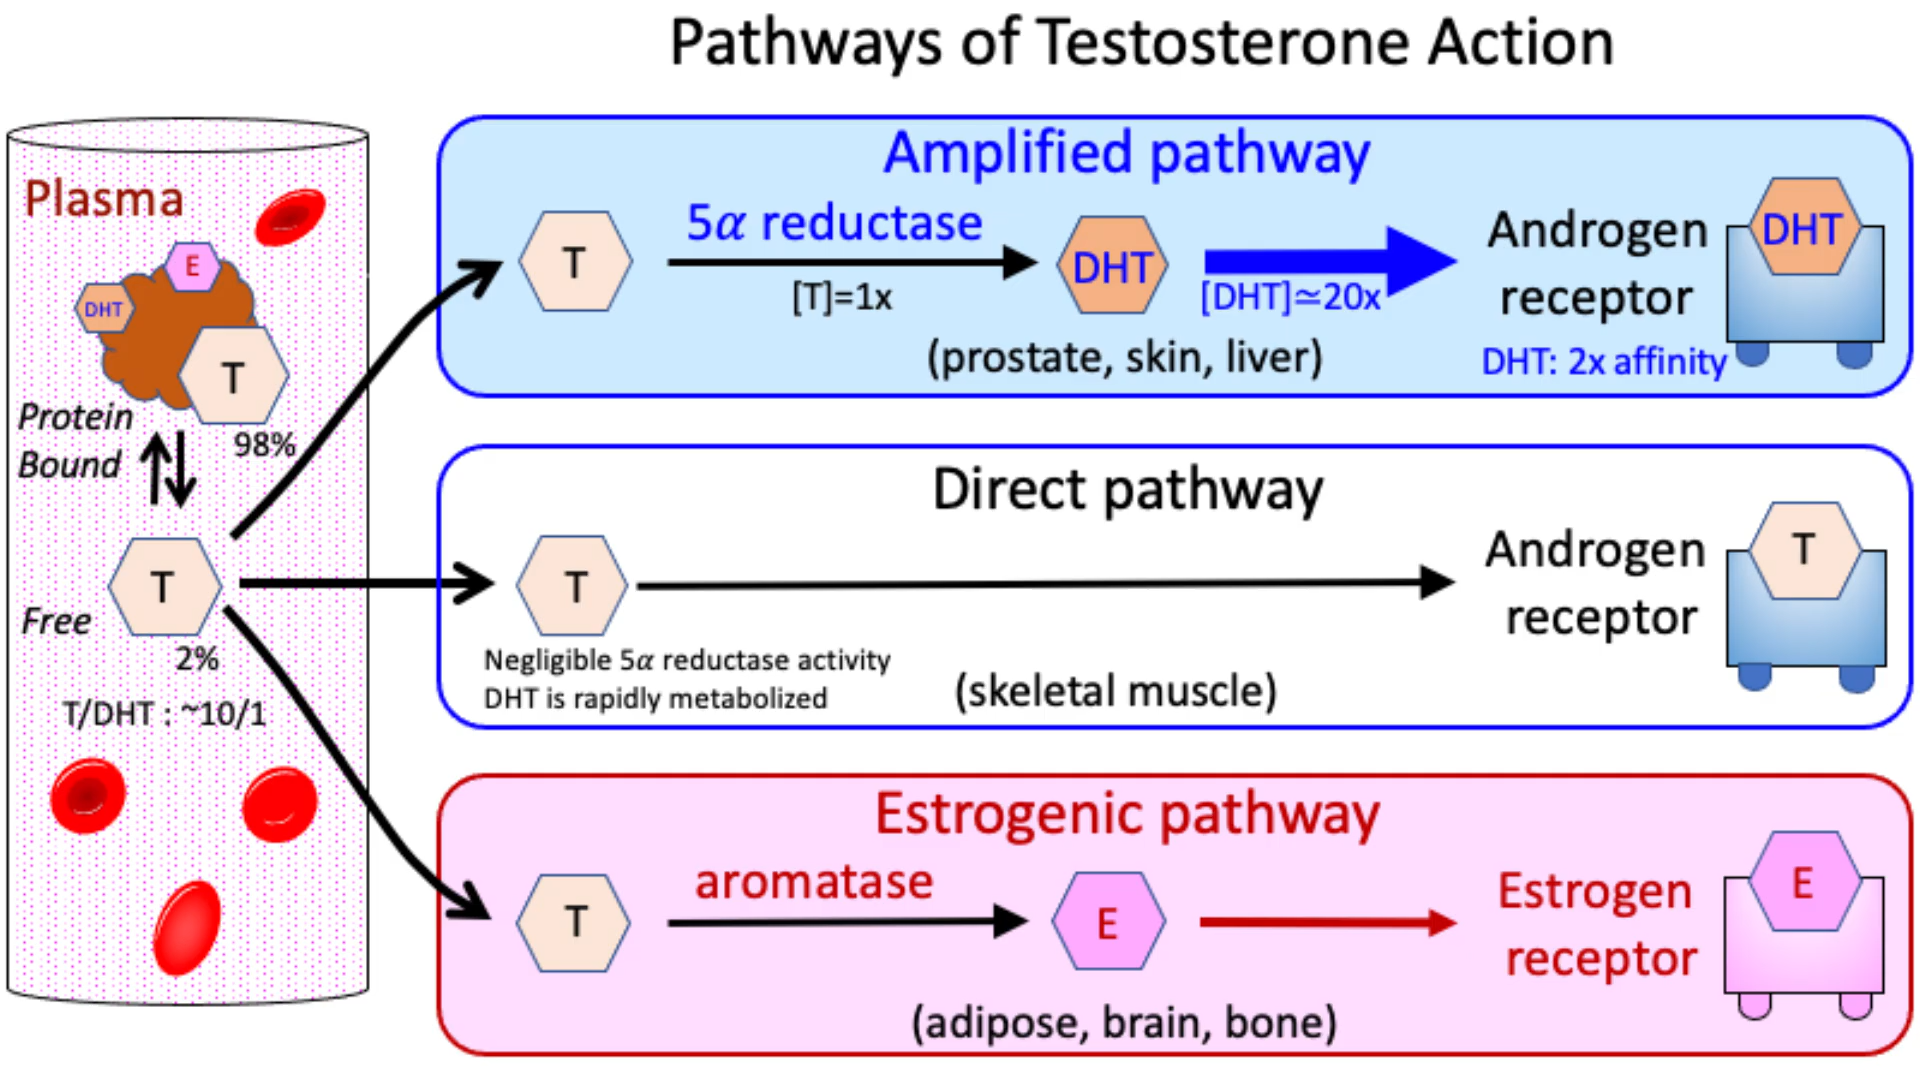 Pathways of Testosterone Action
Plasma
E
DHT
T
98%
Protein
Bound
T
Free
2%
T/DHT : ~10/1
Amplified pathway
T
5α reductase
[T]=1x
DHT
[DHT]≃20x
Androgen
receptor
DHT
DHT: 2x affinity
(prostate, skin, liver)
Direct pathway
T
Negligible 5α reductase activity
DHT is rapidly metabolized
(skeletal muscle)
Androgen
receptor
T
Estrogenic pathway
T
aromatase
E
Estrogen
receptor
E
(adipose, brain, bone)